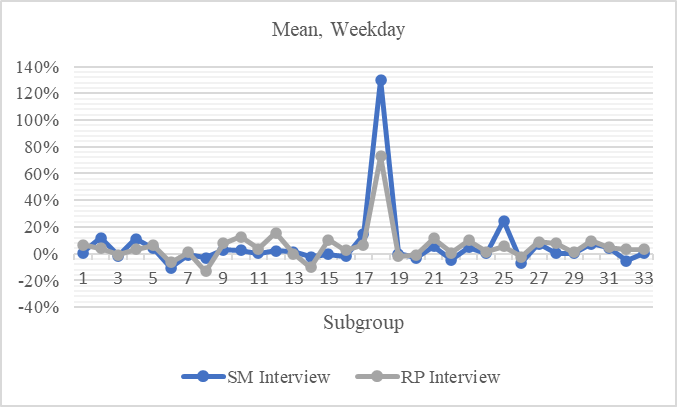 Mean, Weekday
140%
120%
100%
80%
60%
40%
20%
0%
-20%
-40%
1 3 5 7 9 11 13 15 17 19 21 23 25 27 29 31 33
Subgroup
SM Interview RP Interview